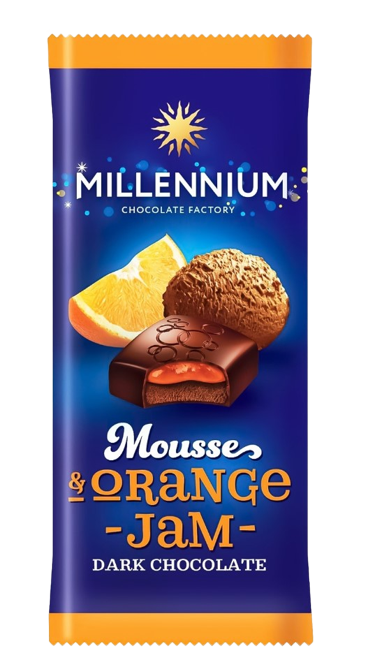 MILLENNIUM
CHOCOLATE FACTORY
Mousse
& ORANGE
-JAM-
DARK CHOCOLATE